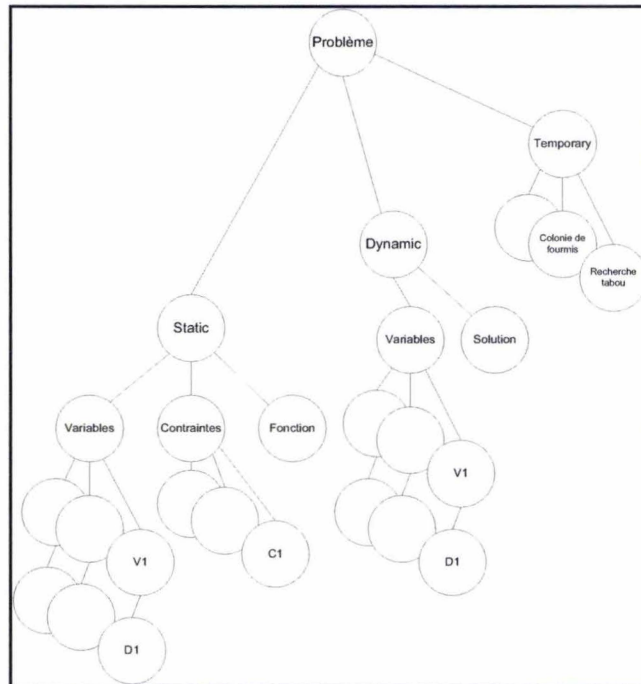 Problème
Temporary
Colonie de
fourmis
Recherche
tabou
Dynamic
Static
Variables
Solution
Variables
Contraintes
Fonction
V1
V1
C1
D1
D1